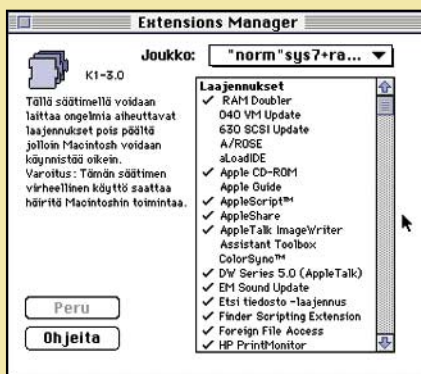 Extensions Manager
Joukko: "norm"sys7+ra...
K1-3.0
Tällä säätimellä voidaan
laittaa ongelmia aiheuttavat
laajennukset pois päältä
jolloin Macintosh voidaan
käynnistää oikein.
Varoitus: Tämän säätimen
virheellinen käyttö saattaa
häiritä Macintoshin toimintaa.
Peru
Ohjeita
Laajennukset
✓ RAM Doubler
040 VM Update
630 SCSI Update
A/ROSE
aLoadIDE
✓ Apple CD-ROM
Apple Guide
✓ AppleScript™
✓ AppleShare
✓ AppleTalk ImageWriter
Assistant Toolbox
ColorSync™
✓ DW Series 5.0 (AppleTalk)
✓ EM Sound Update
✓ Etsi tiedosto -laajennus
✓ Finder Scripting Extension
✓ Foreign File Access
✓ HP PrintMonitor